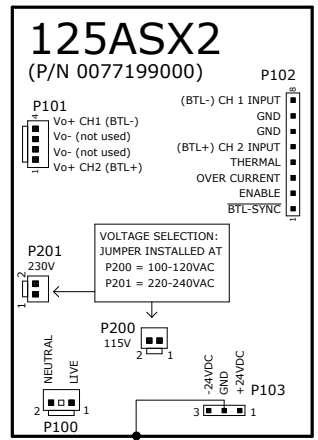 125ASX2
(P/N 0077199000)
P102
8
(BTL-) CH 1 INPUT
GND
GND
(BTL+) CH 2 INPUT
THERMAL
OVER CURRENT
ENABLE
BTL-SYNC
1
P101
4
Vo+ CH1 (BTL-)
Vo- (not used)
Vo- (not used)
Vo+ CH2 (BTL+)
1
VOLTAGE SELECTION:
JUMPER INSTALLED AT
P200 = 100-120VAC
P201 = 220-240VAC
P201
230V
2
1
P200
115V
2 1
NEUTRAL
LIVE
2 1
P100
-24VDC
GND
+24VDC
P103
3 1